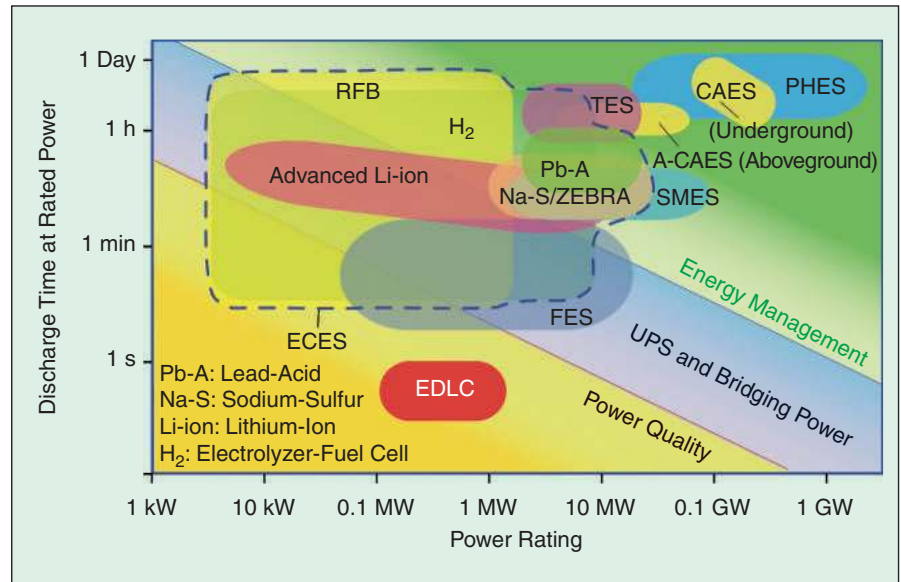 1 Day
1 h
1 min
1 s
Discharge Time at Rated Power
RFB
H2
TES
CAES
PHES
(Underground)
A-CAES (Aboveground)
Advanced Li-ion
Pb-A
Na-S/ZEBRA
SMES
FES
ECES
EDLC
Energy Management
UPS and Bridging Power
Power Quality
Pb-A: Lead-Acid
Na-S: Sodium-Sulfur
Li-ion: Lithium-Ion
H2: Electrolyzer-Fuel Cell
1 kW 10 kW 0.1 MW 1 MW 10 MW 0.1 GW 1 GW
Power Rating